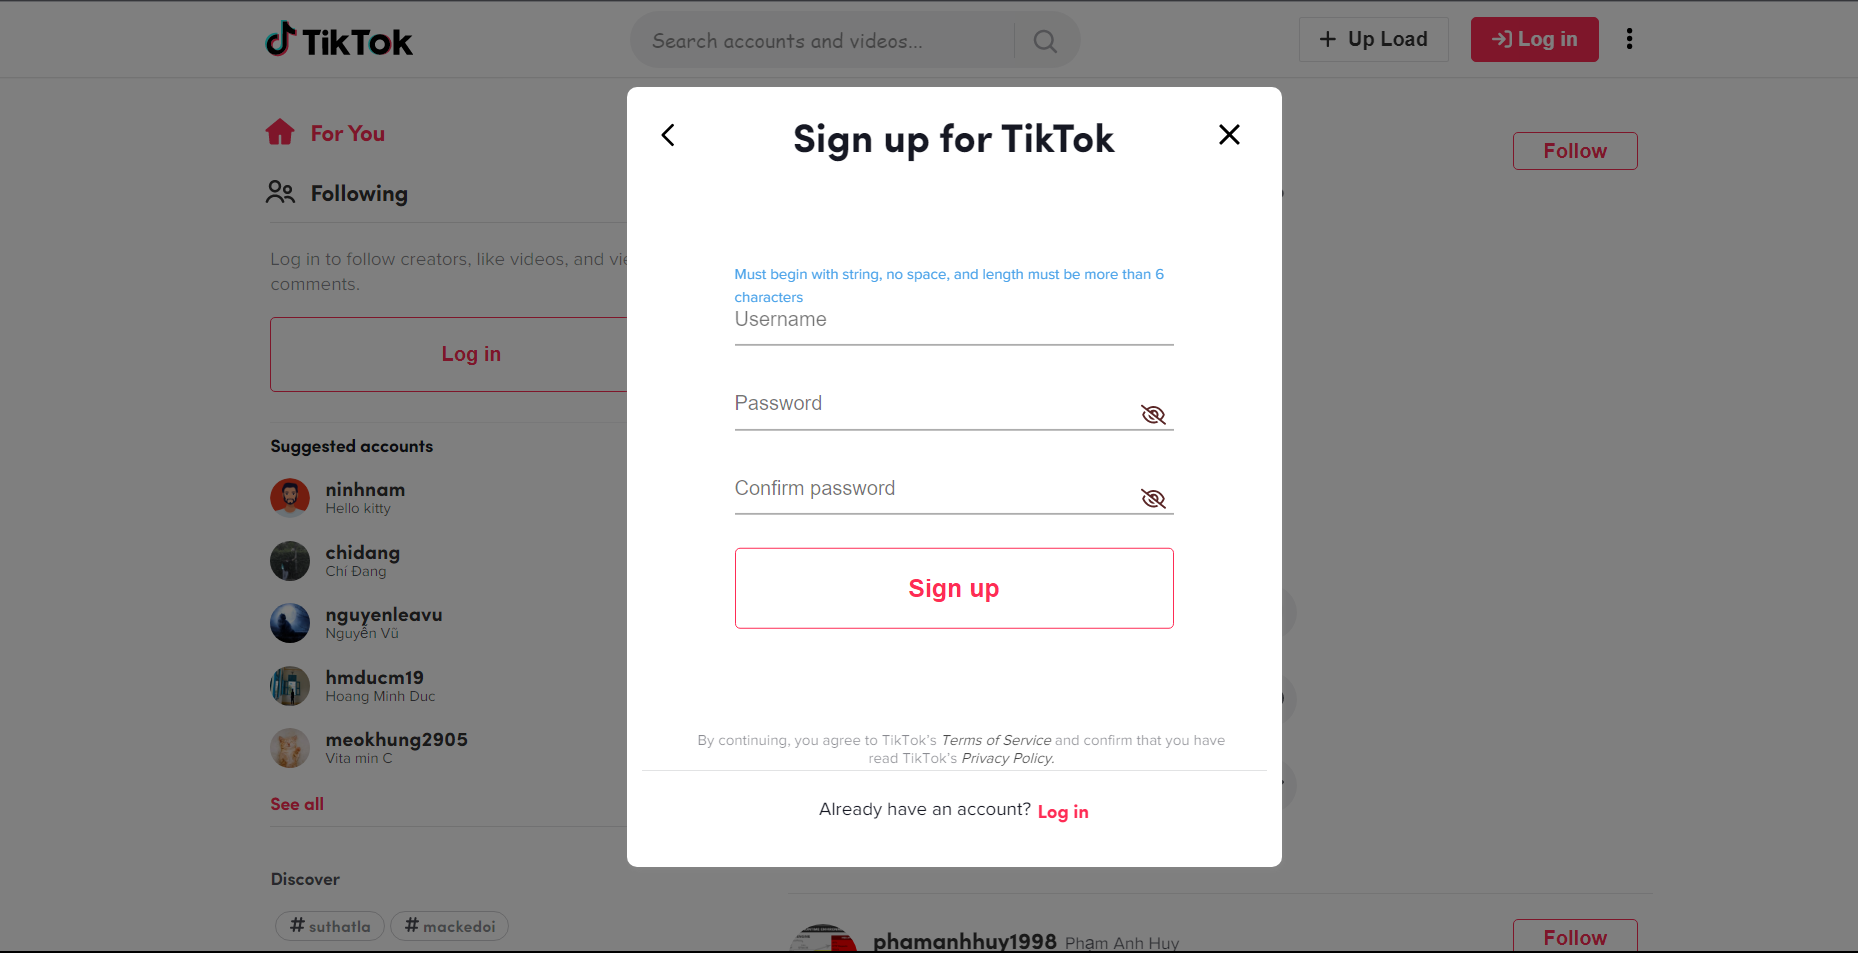 TikTok
Search accounts and videos...
Up Load
Log in
For You
Following
Log in to follow creators, like videos, and vie
comments.
Log in
Suggested accounts
ninhnam
Hello kitty
chidang
Chí Đang
nguyenleavu
Nguyễn Vũ
hmducm19
Hoang Minh Duc
meokhung2905
Vita min C
See all
Discover
# suthatla
# mackedoi
Sign up for TikTok
Must begin with string, no space, and length must be more than 6
characters
Username
Password
Confirm password
Sign up
By continuing, you agree to TikTok's Terms of Service and confirm that you have
read TikTok's Privacy Policy.
Already have an account? Log in
Follow
phamanhhuy1998 Phạm Anh Huy
Follow